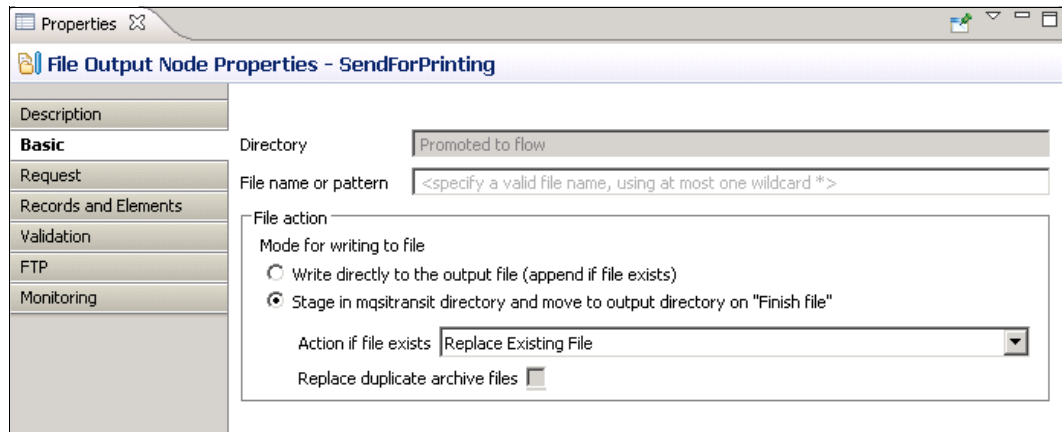 Properties
File Output Node Properties - SendForPrinting
Description
Basic
Request
Records and Elements
Validation
FTP
Monitoring
Directory Promoted to flow
File name or pattern <specify a valid file name, using at most one wildcard *>
File action
Mode for writing to file
Write directly to the output file (append if file exists)
Stage in mqsitransit directory and move to output directory on "Finish file"
Action if file exists Replace Existing File
Replace duplicate archive files